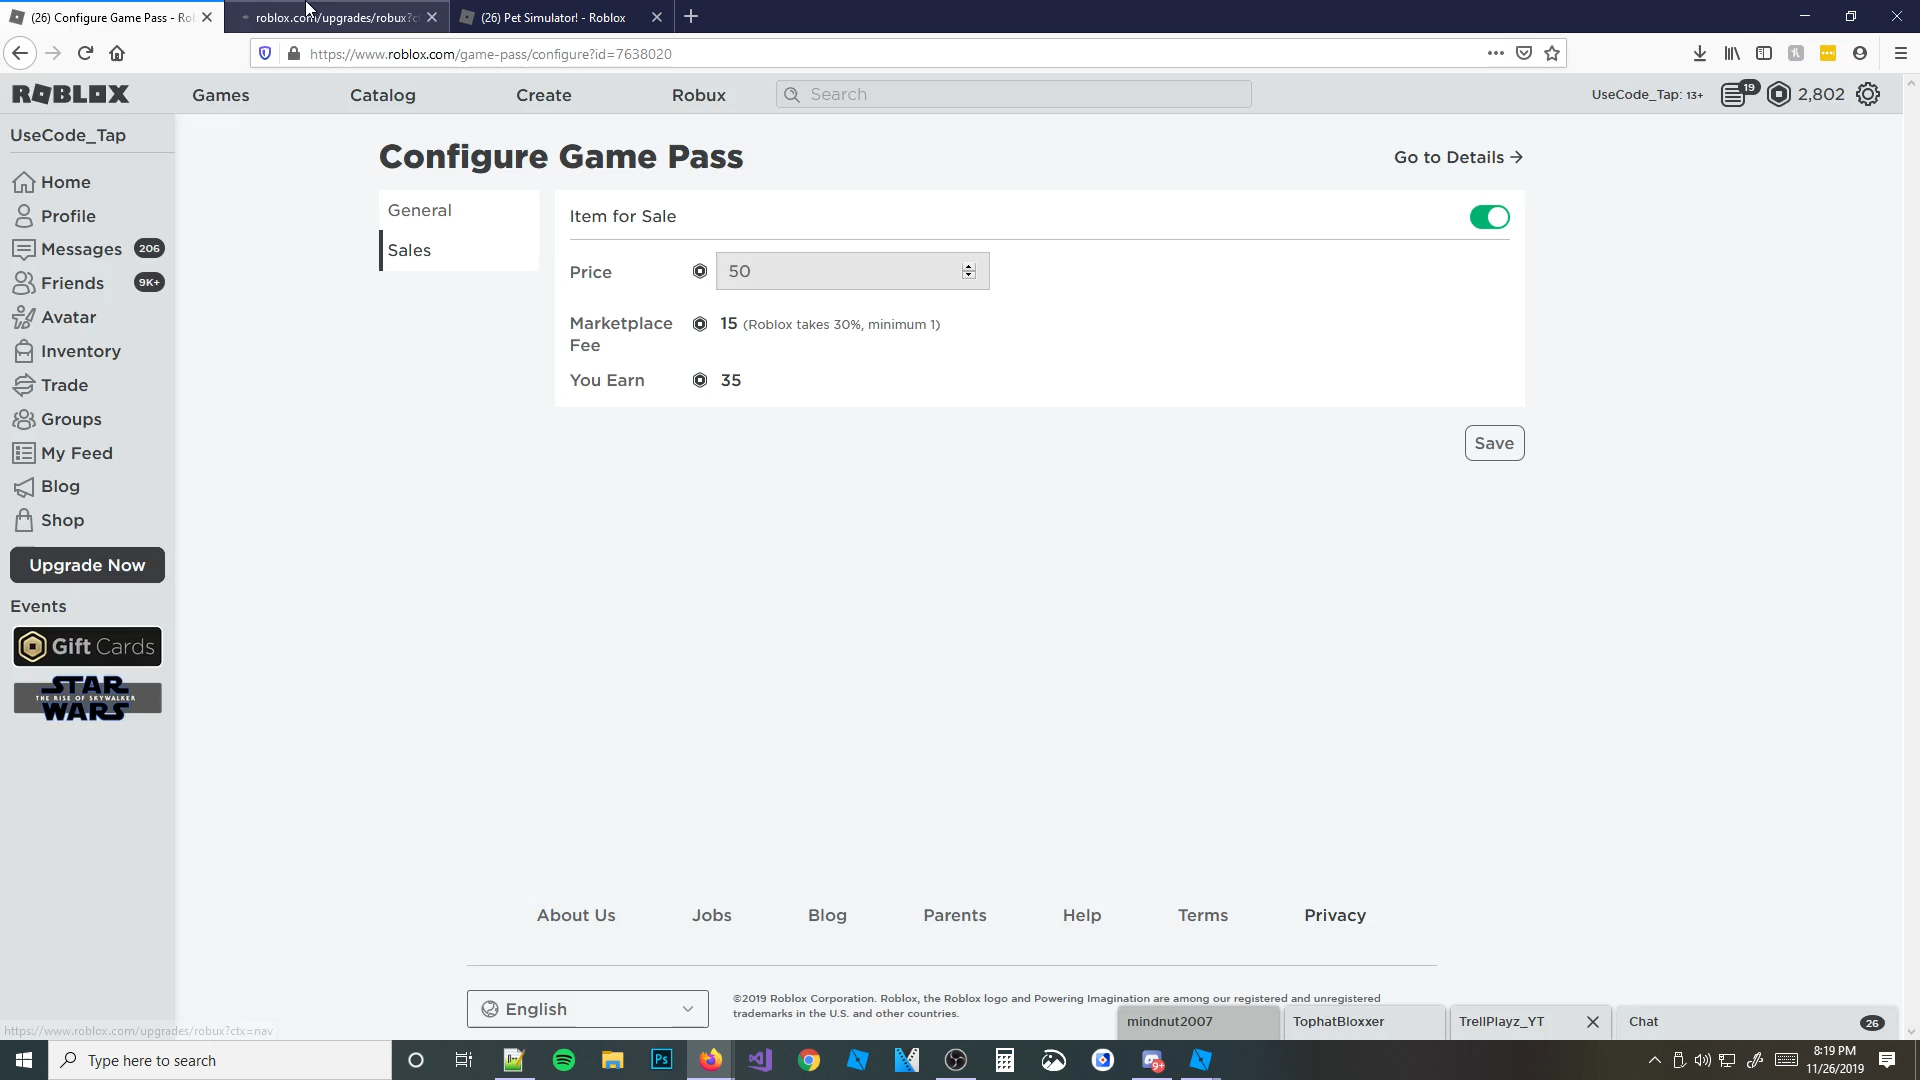 (26) Configure Game Pass - Ro
roblox.com/upgrades/robux?c
(26) Pet Simulator! - Roblox
https://www.roblox.com/game-pass/configure?id=7638020
ROBLOX
Games
Catalog
Create
Robux
Search
UseCode_Tap: 13+
19
2,802
UseCode_Tap
Home
Profile
Messages 206
Friends 9K+
Avatar
Inventory
Trade
Groups
My Feed
Blog
Shop
Upgrade Now
Events
Gift Cards
STAR
THE RISE OF SKYWALKER
WARS
Configure Game Pass
Go to Details →
General
Sales
Item for Sale
Price 50
Marketplace
Fee
15 (Roblox takes 30%, minimum 1)
You Earn 35
Save
About Us
Jobs
Blog
Parents
Help
Terms
Privacy
English
©2019 Roblox Corporation. Roblox, the Roblox logo and Powering Imagination are among our registered and unregistered
trademarks in the U.S. and other countries.
mindnut2007
TophatBloxxer
TrellPlayz_YT
Chat 26
https://www.roblox.com/upgrades/robux?ctx=nav
Type here to search
Ps
9+
8:19 PM
11/26/2019